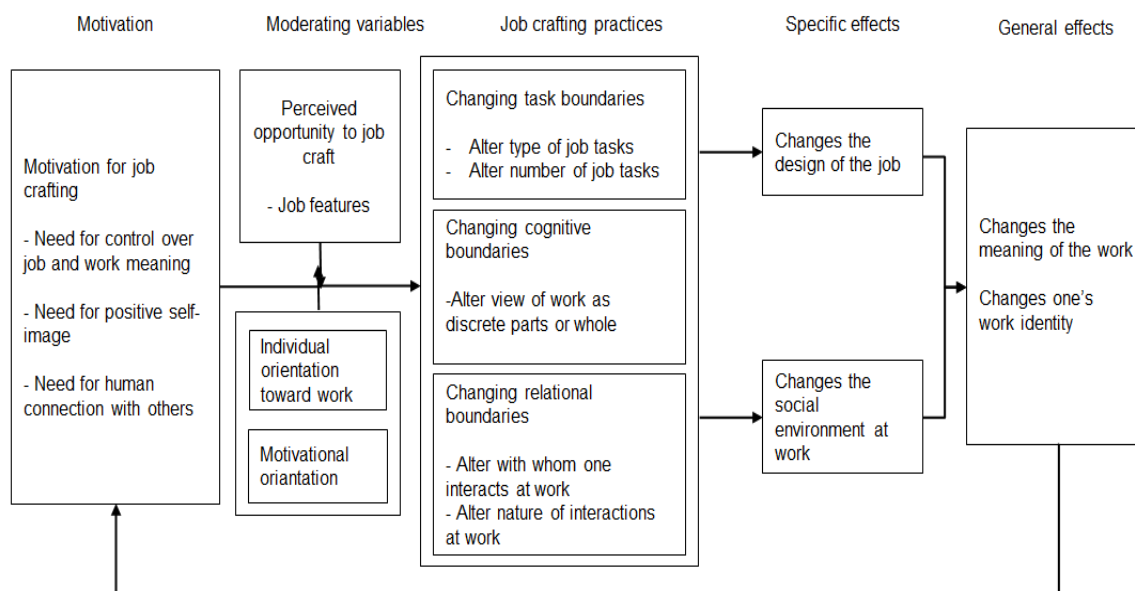 Motivation
Moderating variables
Job crafting practices
Specific effects
General effects
Motivation for job
crafting
- Need for control over
job and work meaning
- Need for positive self-
image
- Need for human
connection with others
Perceived
opportunity to job
craft
- Job features
Individual
orientation
toward work
Motivational
oriantation
Changing task boundaries
- Alter type of job tasks
- Alter number of job tasks
Changing cognitive
boundaries
-Alter view of work as
discrete parts or whole
Changing relational
boundaries
- Alter with whom one
interacts at work
- Alter nature of interactions
at work
Changes the
design of the job
Changes the
social
environment at
work
Changes the
meaning of the work
Changes one's
work identity